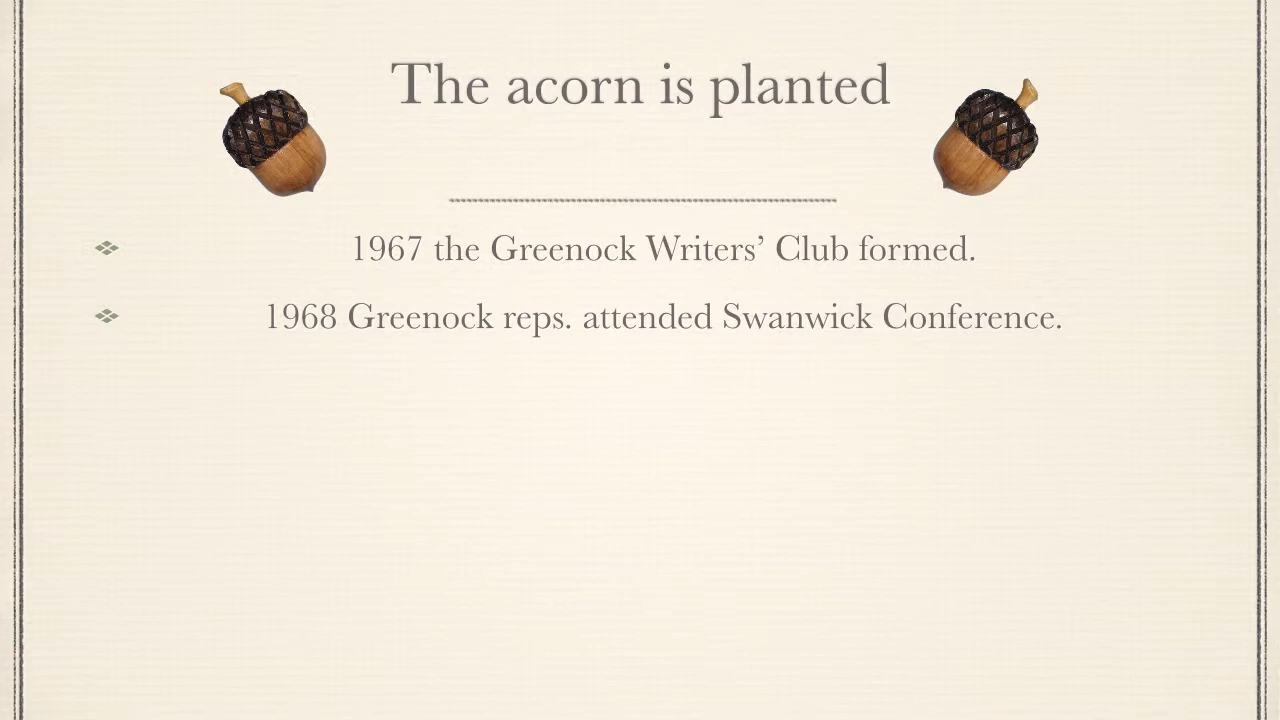 The acorn is planted
1967 the Greenock Writers’ Club formed.
1968 Greenock reps. attended Swanwick Conference.